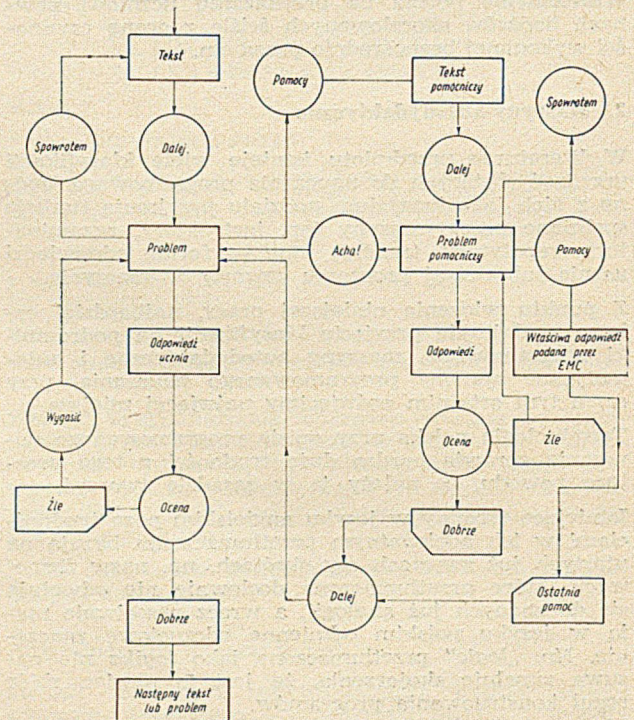 Tekst
Spowrotem
Dalej.
Problem
Odpowiedź
ucznia
Wygasić
Źle
Ocena
Dobrze
Następny tekst
lub problem
Pomocy
Tekst
pomocniczy
Spowrotem
Dalej
Acha!
Problem
pomocniczy
Pomocy
Odpowiedź
Właściwa odpowiedź
podana przez
EMC
Ocena
Źle
Dobrze
Dalej
Ostatnia
pomoc